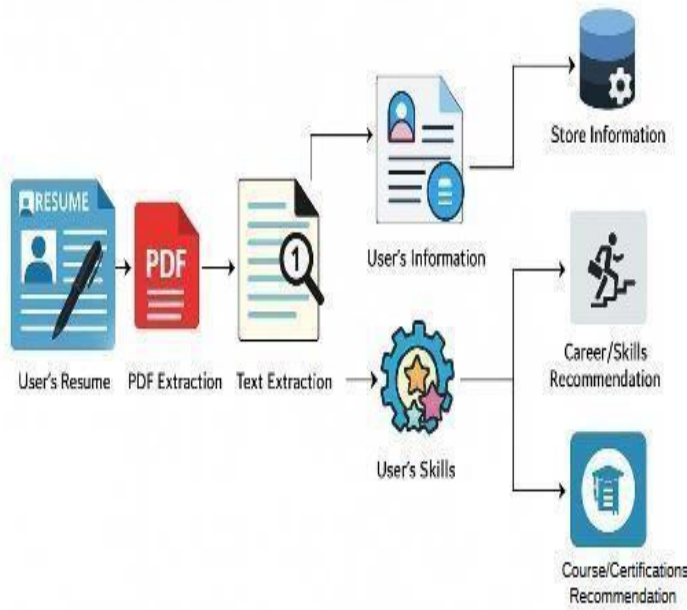 Store Information
RESUME
PDF
1
User's Information
User's Resume
PDF Extraction
Text Extraction
Career/Skills
Recommendation
User's Skills
Course/Certifications
Recommendation